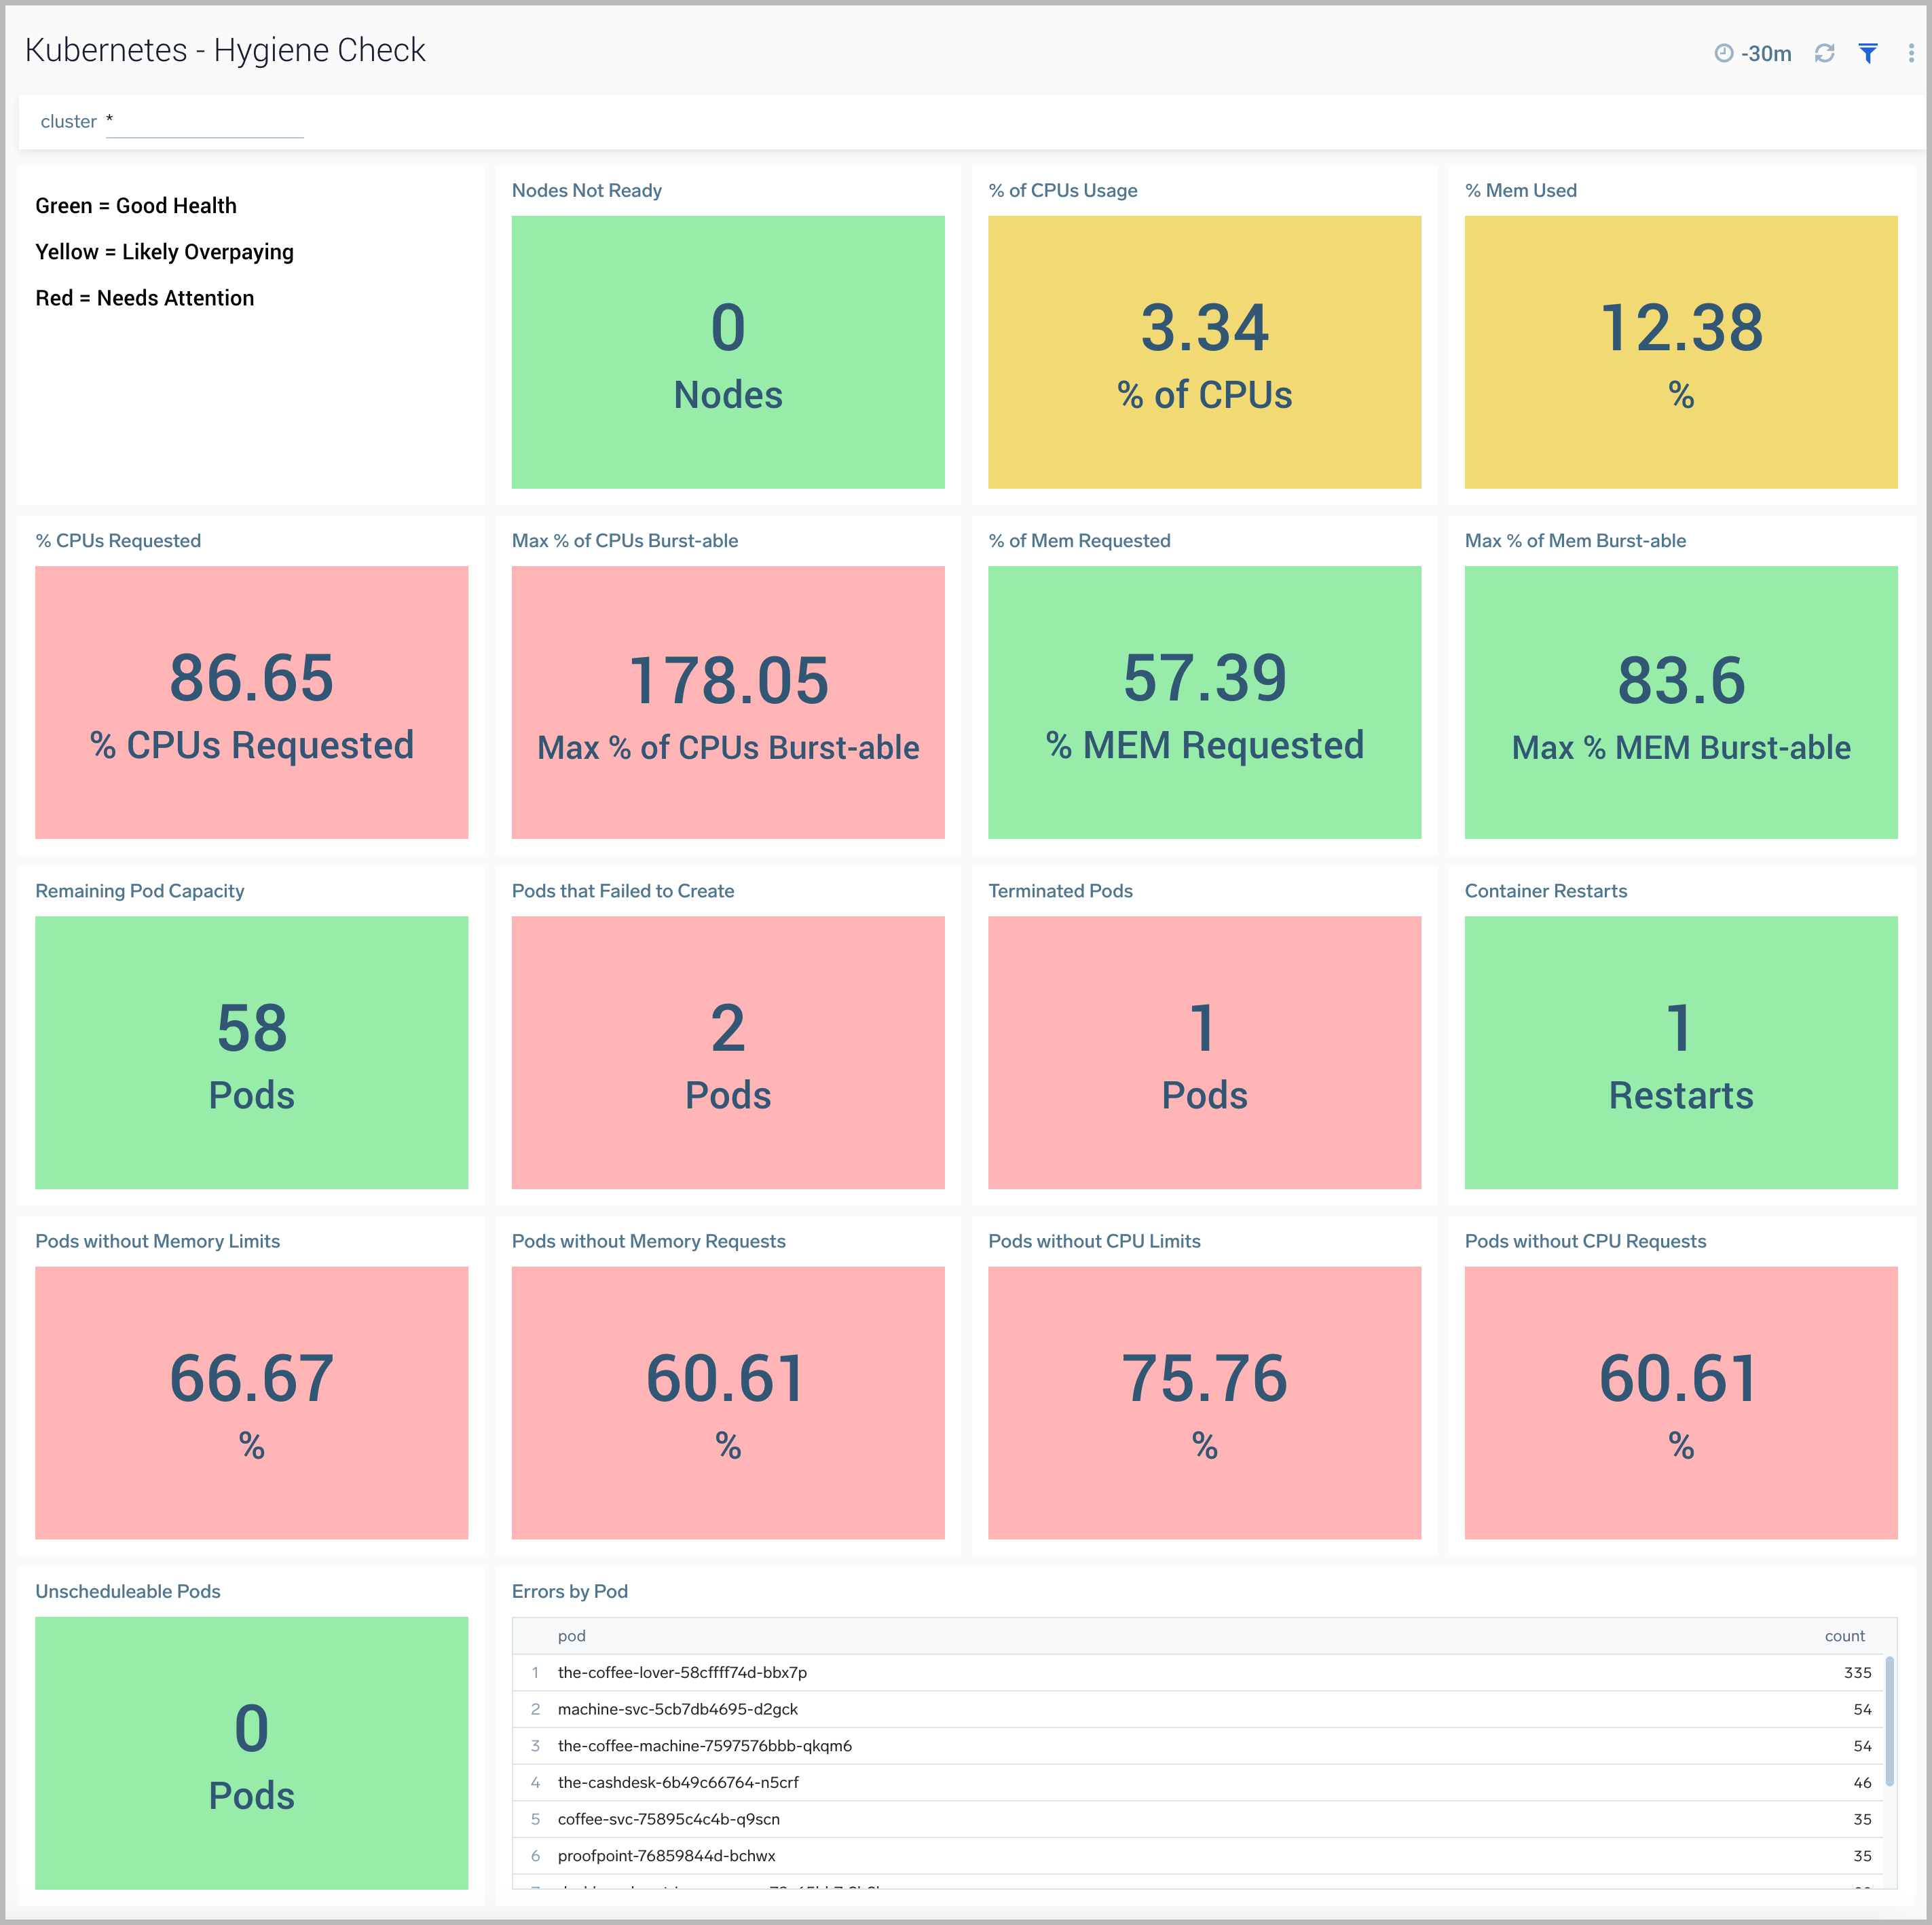 Kubernetes - Hygiene Check
-30m
cluster *
Green = Good Health
Yellow = Likely Overpaying
Red = Needs Attention
Nodes Not Ready
0
Nodes
% of CPUs Usage
3.34
% of CPUs
% Mem Used
12.38
%
% CPUs Requested
86.65
% CPUs Requested
Max % of CPUs Burst-able
178.05
Max % of CPUs Burst-able
% of Mem Requested
57.39
% MEM Requested
Max % of Mem Burst-able
83.6
Max % MEM Burst-able
Remaining Pod Capacity
58
Pods
Pods that Failed to Create
2
Pods
Terminated Pods
1
Pods
Container Restarts
1
Restarts
Pods without Memory Limits
66.67
%
Pods without Memory Requests
60.61
%
Pods without CPU Limits
75.76
%
Pods without CPU Requests
60.61
%
Unscheduleable Pods
0
Pods
Errors by Pod
pod count
1 the-coffee-lover-58cffff74d-bbx7p 335
2 machine-svc-5cb7db4695-d2gck 54
3 the-coffee-machine-7597576bbb-qkqm6 54
4 the-cashdesk-6b49c66764-n5crf 46
5 coffee-svc-75895c4c4b-q9scn 35
6 proofpoint-76859844d-bchwx 35